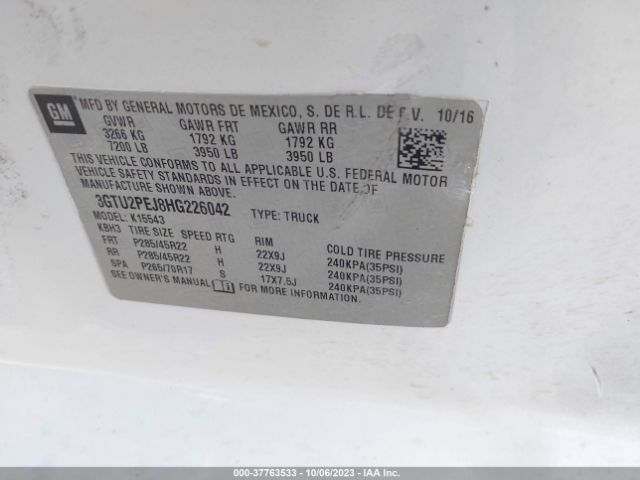 GM
MFD BY GENERAL MOTORS DE MEXICO, S. DE R.L. DE C.V. 10/16
GVWR GAWR FRT GAWR RR
3266 KG 1792 KG 1792 KG
7200 LB 3950 LB 3950 LB
THIS VEHICLE CONFORMS TO ALL APPLICABLE U.S. FEDERAL MOTOR
VEHICLE SAFETY STANDARDS IN EFFECT ON THE DATE OF
MANUFACTURE SHOWN ABOVE.
3GTU2PEJ8HG226042 TYPE: TRUCK
MODEL: K15543
KBH3 TIRE SIZE SPEED RTG RIM COLD TIRE PRESSURE
FRT P285/45R22 H 22X9J 240KPA(35PSI)
RR P285/45R22 H 22X9J 240KPA(35PSI)
SPA P265/70R17 S 17X7.5J 240KPA(35PSI)
SEE OWNER'S MANUAL FOR MORE INFORMATION.
000-37763533 - 10/06/2023 - IAA Inc.